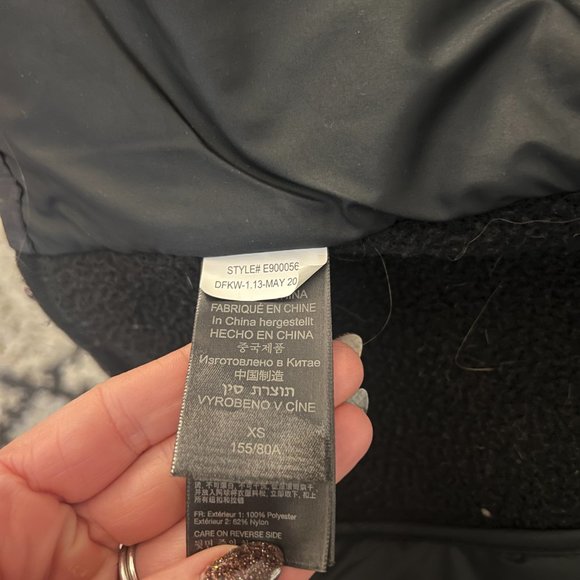 STYLE# E900056
DFKW-1,13-MAY 20
INA
FABRIQUÉ EN CHINE
In China hergestellt
HECHO EN CHINA
중국제품
Изготовлено в Китае
中国制造
תוצרת סין
VYROBENO V CÍNE
XS
155/80A
FR: Extérieur 1: 100% Polyester
Extérieur 2: 62% Nylon
CARE ON REVERSE SIDE